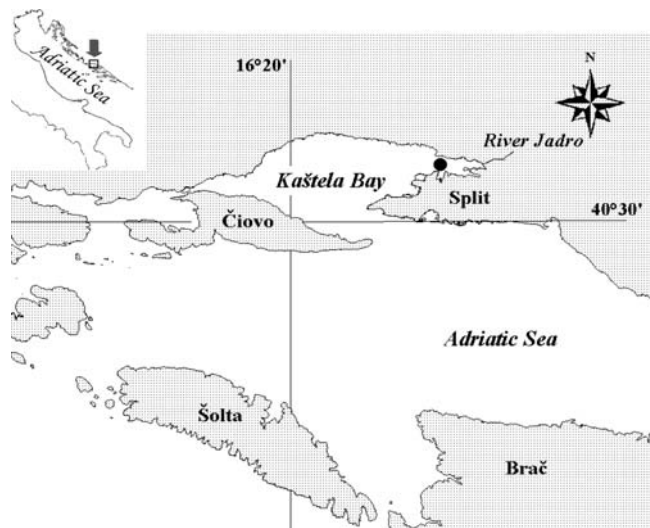 Adriatic Sea
16°20'
N
River Jadro
Kaštela Bay
Split
Čiovo
40°30'
Adriatic Sea
Šolta
Brač